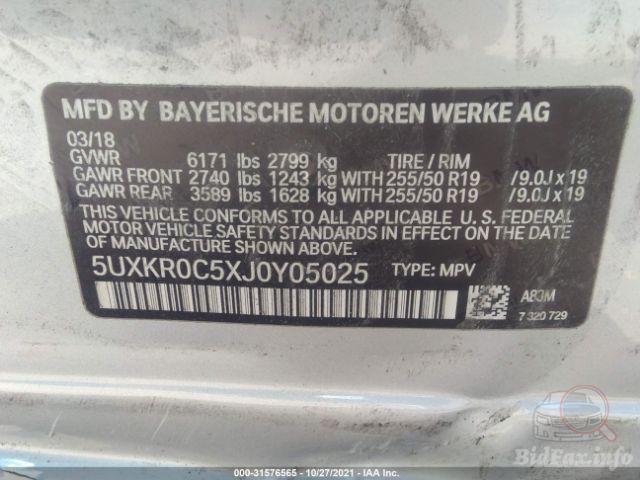 MFD BY BAYERISCHE MOTOREN WERKE AG
03/18
GVWR 6171 lbs 2799 kg TIRE / RIM
GAWR FRONT 2740 lbs 1243 kg WITH 255/50 R19 /9.0J x 19
GAWR REAR 3589 lbs 1628 kg WITH 255/50 R19 /9.0J x 19
THIS VEHICLE CONFORMS TO ALL APPLICABLE U. S. FEDERAL
MOTOR VEHICLE SAFETY STANDARDS IN EFFECT ON THE DATE
OF MANUFACTURE SHOWN ABOVE.
5UXKR0C5XJ0Y05025 TYPE: MPV
A83M
7 320 729
BidFax.info
000-31576565 - 10/27/2021 - IAA Inc.